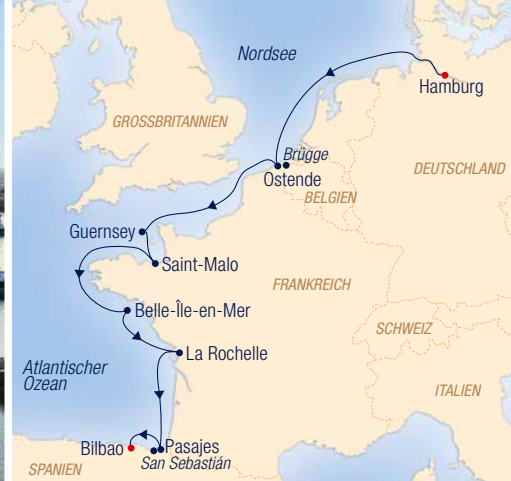 Nordsee
Hamburg
GROSSBRITANNIEN
Brügge
Ostende
DEUTSCHLAND
BELGIEN
Guernsey
Saint-Malo
FRANKREICH
Belle-Île-en-Mer
SCHWEIZ
La Rochelle
Atlantischer
Ozean
ITALIEN
Bilbao
Pasajes
San Sebastián
SPANIEN